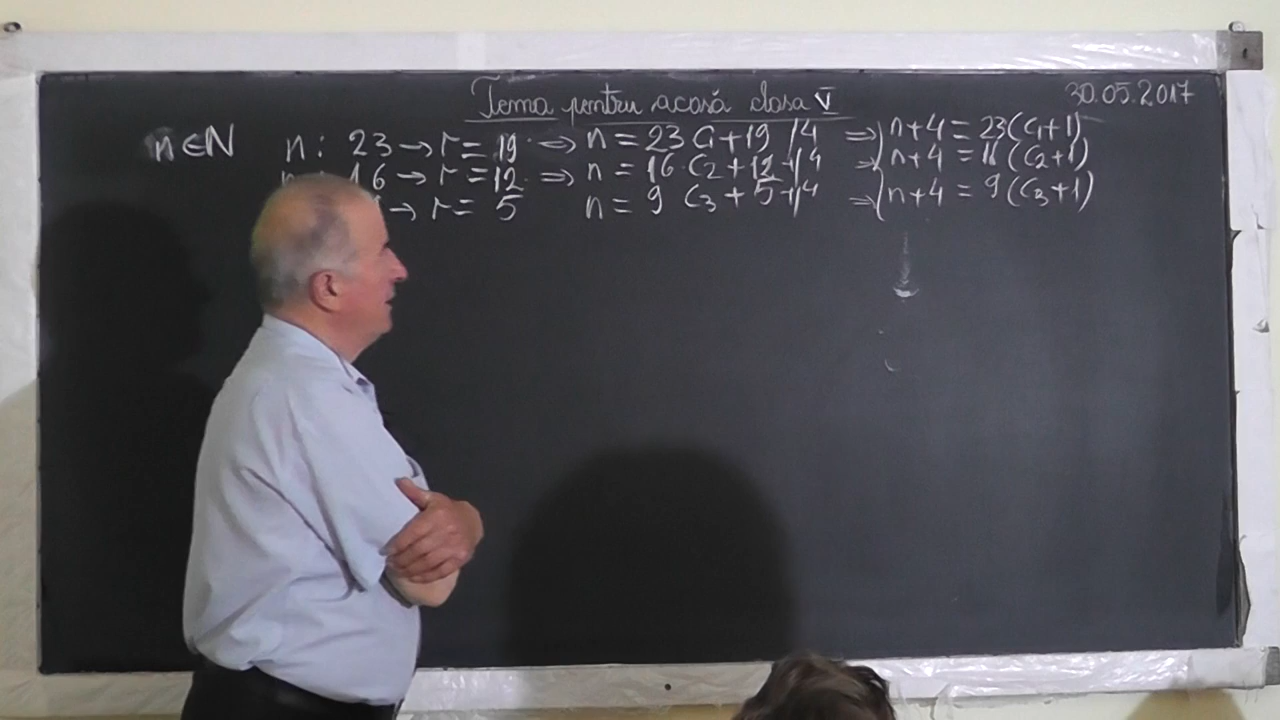 Tema pentru acasă clasa V
30.05.2017
n∈N n : 23 → r = 19 ⇒ n = 23 C1 + 19 /4 ⇒ n+4 = 23(C1+1)
16 → r = 12 ⇒ n = 16·C2 + 12 +/4 ⇒ n+4 = 16(C2+1)
→ r = 5 n = 9 C3 + 5 +/4 ⇒ n+4 = 9(C3+1)